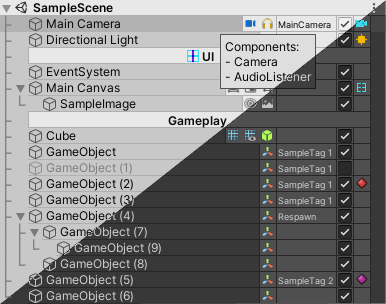 SampleScene
Main Camera MainCamera
Directional Light
Components:
- Camera
- AudioListener
UI
EventSystem
Main Canvas
SampleImage
Gameplay
Cube
GameObject SampleTag 1
GameObject (1) SampleTag 1
GameObject (2) SampleTag 1
GameObject (3) SampleTag 1
GameObject (4) Respawn
GameObject (7)
GameObject (9)
GameObject (8)
GameObject (5) SampleTag 2
GameObject (6)